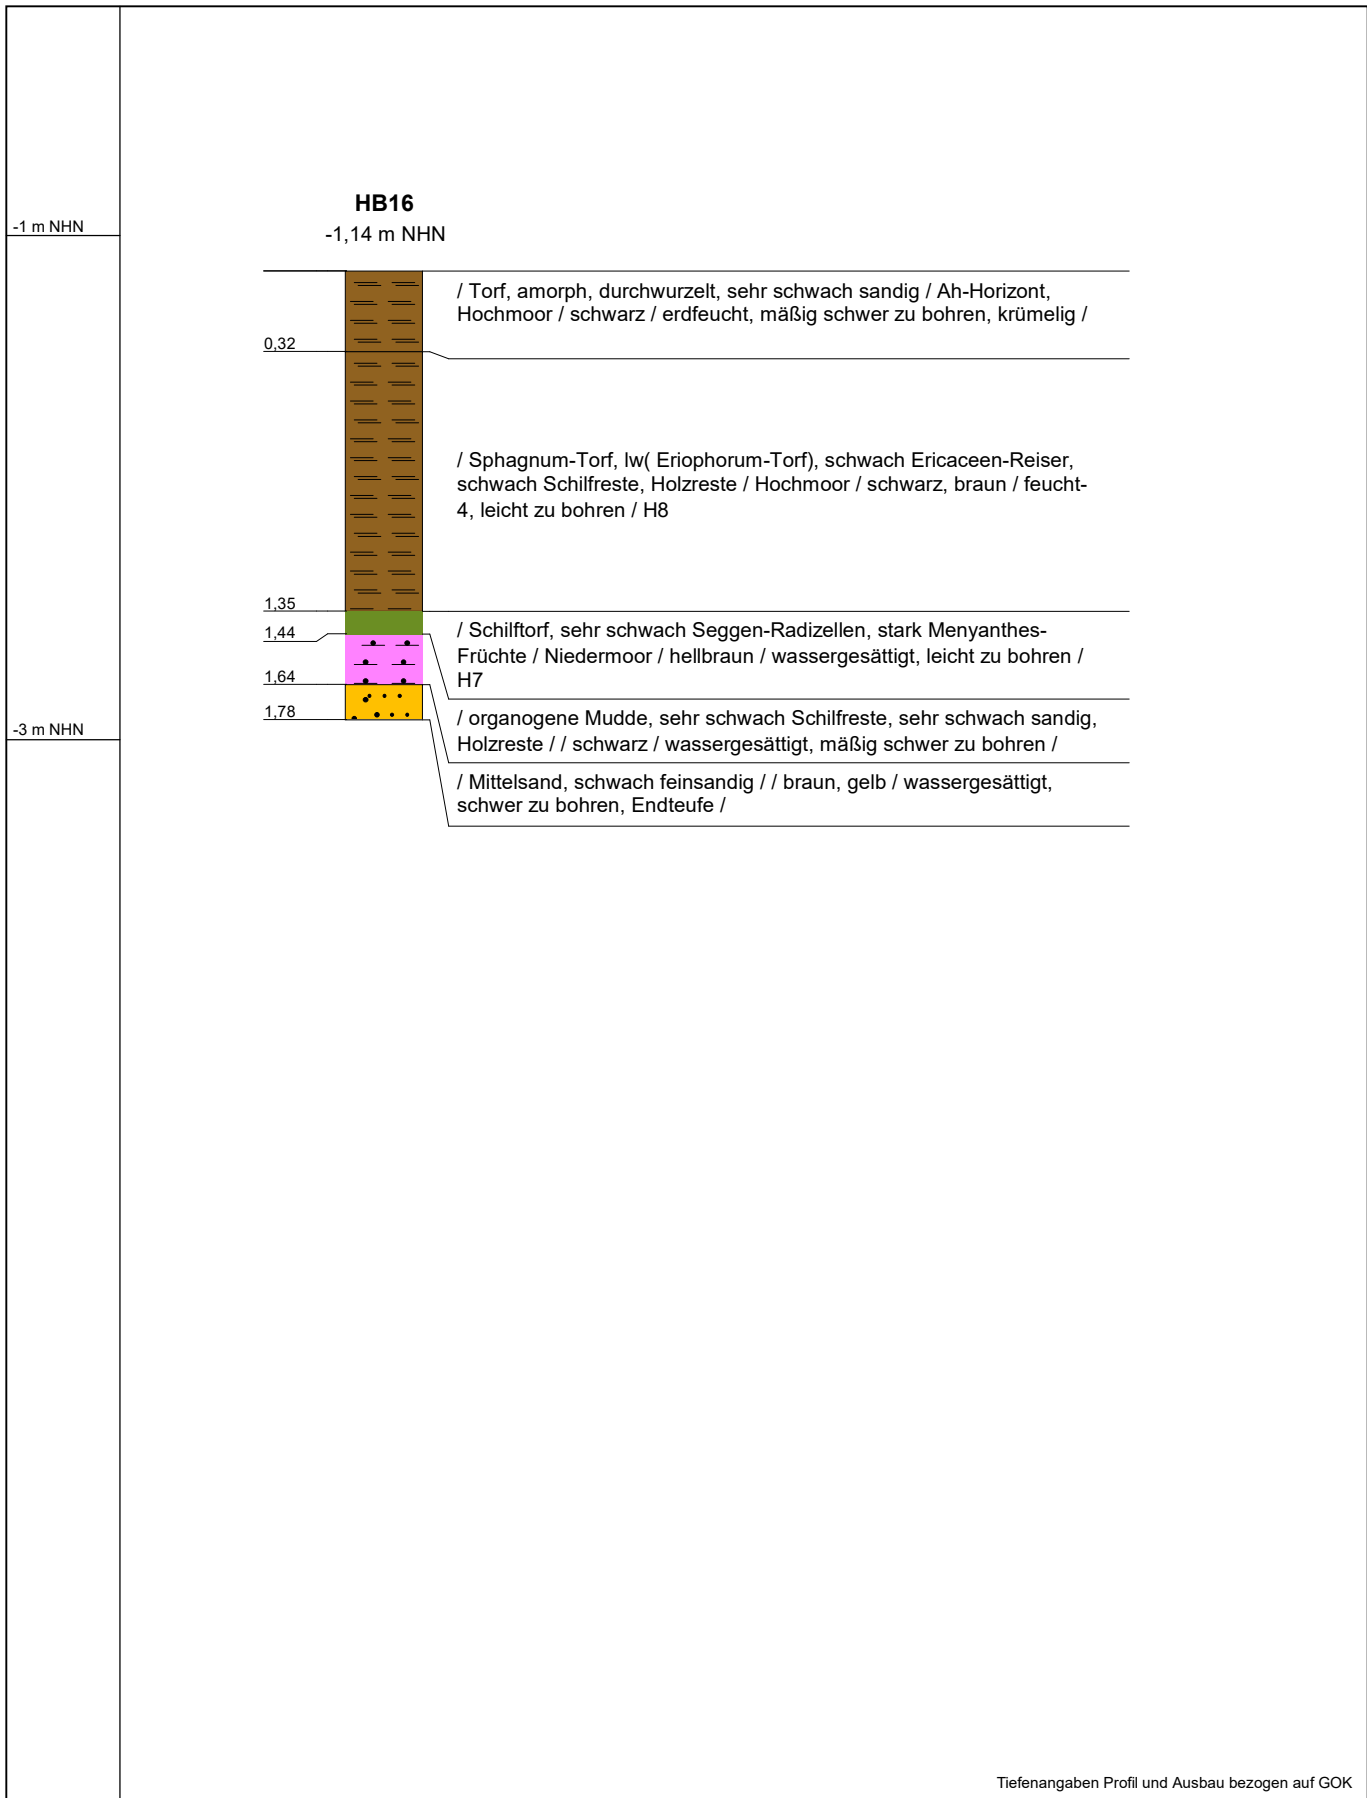 HB16
-1 m NHN
-1,14 m NHN
/ Torf, amorph, durchwurzelt, sehr schwach sandig / Ah-Horizont,
Hochmoor / schwarz / erdfeucht, mäßig schwer zu bohren, krümelig /
0,32
/ Sphagnum-Torf, lw( Eriophorum-Torf), schwach Ericaceen-Reiser,
schwach Schilfreste, Holzreste / Hochmoor / schwarz, braun / feucht-
4, leicht zu bohren / H8
1,35
/ Schilftorf, sehr schwach Seggen-Radizellen, stark Menyanthes-
Früchte / Niedermoor / hellbraun / wassergesättigt, leicht zu bohren /
H7
1,44
1,64
/ organogene Mudde, sehr schwach Schilfreste, sehr schwach sandig,
Holzreste / / schwarz / wassergesättigt, mäßig schwer zu bohren /
1,78
-3 m NHN
/ Mittelsand, schwach feinsandig / / braun, gelb / wassergesättigt,
schwer zu bohren, Endteufe /
Tiefenangaben Profil und Ausbau bezogen auf GOK